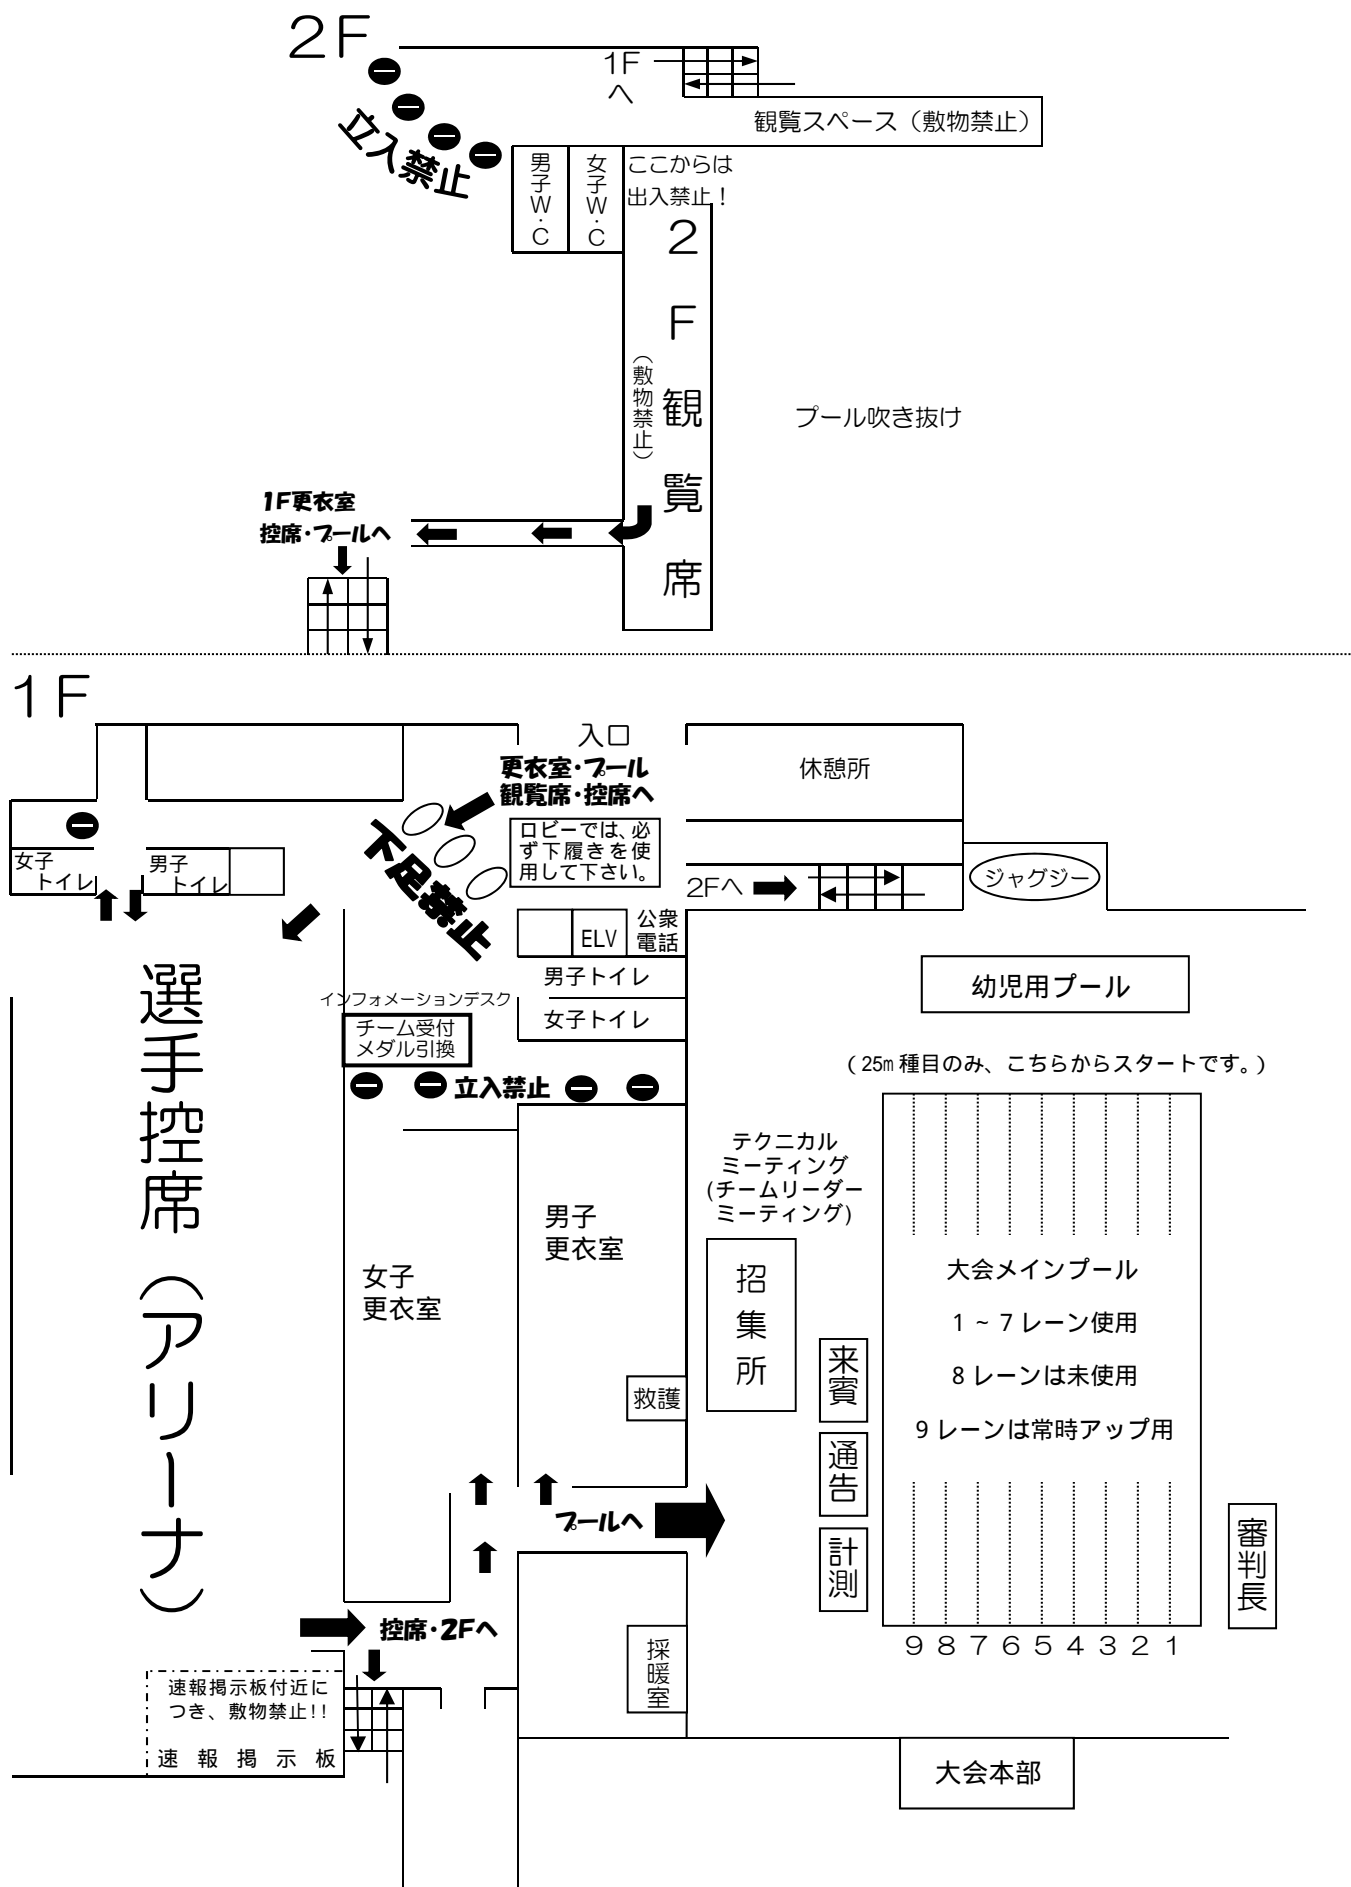 2F
1F
へ
観覧スペース（敷物禁止）
立入禁止
男子W・C
女子W・C
ここからは
出入禁止！
2F観覧席
（敷物禁止）
プール吹き抜け
1F更衣室
控席・プールへ
1F
入口
更衣室・プール
観覧席・控席へ
休憩所
ロビーでは、必
ず下履きを使
用して下さい。
下足禁止
女子
トイレ
男子
トイレ
2Fへ
ジャグジー
ELV
公衆
電話
男子トイレ
女子トイレ
インフォメーションデスク
チーム受付
メダル引換
立入禁止
幼児用プール
（25m種目のみ、こちらからスタートです。）
選手控席（アリーナ）
テクニカル
ミーティング
(チームリーダー
ミーティング)
男子
更衣室
女子
更衣室
招集所
大会メインプール
1～7レーン使用
8レーンは未使用
9レーンは常時アップ用
来賓
救護
通告
プールへ
計測
審判長
控席・2Fへ
採暖室
9 8 7 6 5 4 3 2 1
速報掲示板付近に
つき、敷物禁止!!
速報掲示板
大会本部